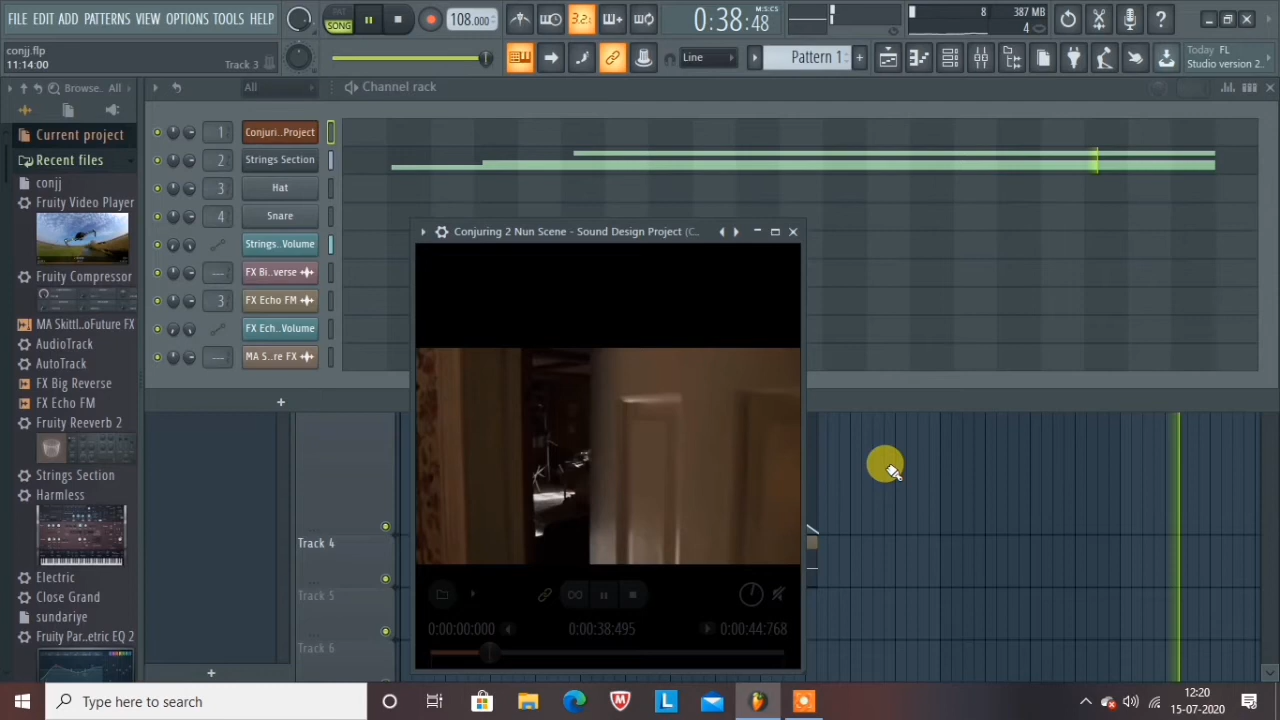 FILE EDIT ADD PATTERNS VIEW OPTIONS TOOLS HELP
PAT
SONG
108.000
3.2
0:38:48
M:S:CS
8
387 MB
4
conjj.flp
11:14:00
Track 3
Line
Pattern 1
Today FL
Studio version 2..
Browse..
All
All
Channel rack
Current project
Recent files
conjj
Fruity Video Player
Fruity Compressor
MA Skittl..oFuture FX
AudioTrack
AutoTrack
FX Big Reverse
FX Echo FM
Fruity Reeverb 2
Strings Section
Harmless
Electric
Close Grand
sundariye
Fruity Par..etric EQ 2
1 Conjuri..Project
2 Strings Section
3 Hat
4 Snare
Strings..Volume
--- FX Bi..verse
3 FX Echo FM
FX Ech..Volume
--- MA S..re FX
Conjuring 2 Nun Scene - Sound Design Project (C..
0:00:00:000
0:00:38:495
0:00:44:768
Track 4
Track 5
Track 6
Type here to search
12:20
15-07-2020